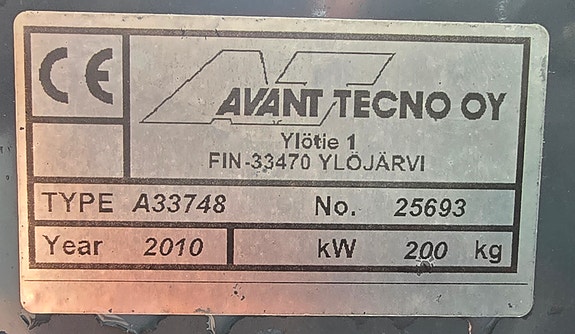 CE
AVANT TECNO OY
Ylötie 1
FIN-33470 YLÖJÄRVI
TYPE A33748 No. 25693
Year 2010 kW 200 kg